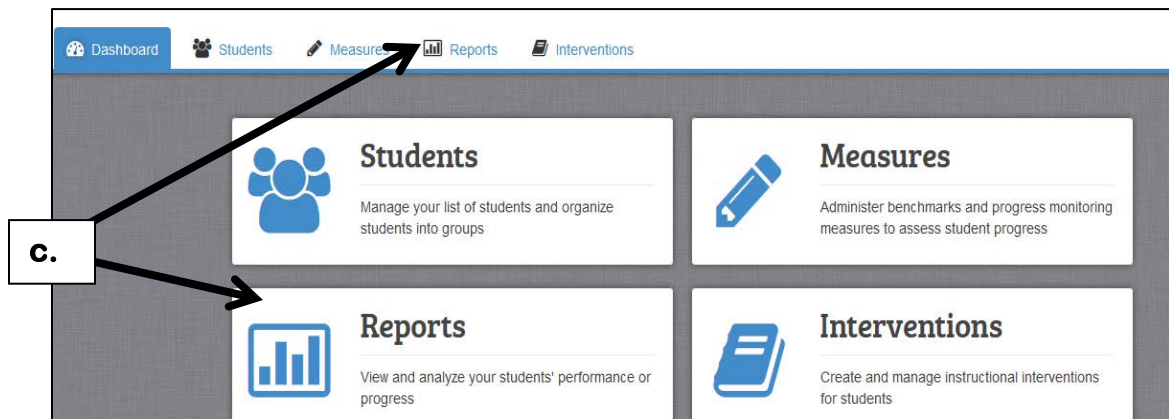 Dashboard Students Measures Reports Interventions
Students
Manage your list of students and organize
students into groups
Measures
Administer benchmarks and progress monitoring
measures to assess student progress
c.
Reports
View and analyze your students' performance or
progress
Interventions
Create and manage instructional interventions
for students